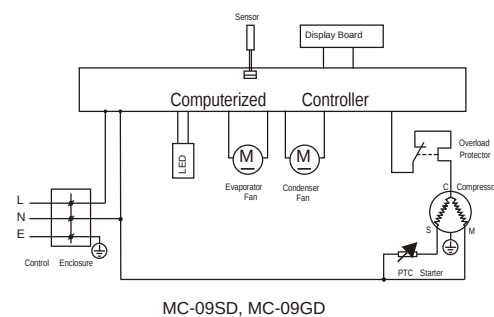 Sensor
Display Board
Computerized Controller
LED
M
M
Overload
Protector
Evaporator
Fan
Condenser
Fan
C
Compresso
L
N
E
S
M
Control Enclosure
PTC Starter
MC-09SD, MC-09GD